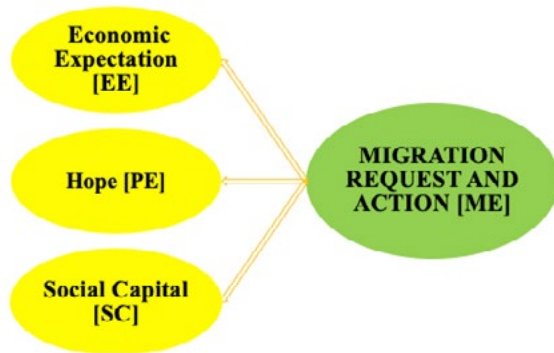 Economic
Expectation
[EE]
Hope [PE]
Social Capital
[SC]
MIGRATION
REQUEST AND
ACTION [ME]